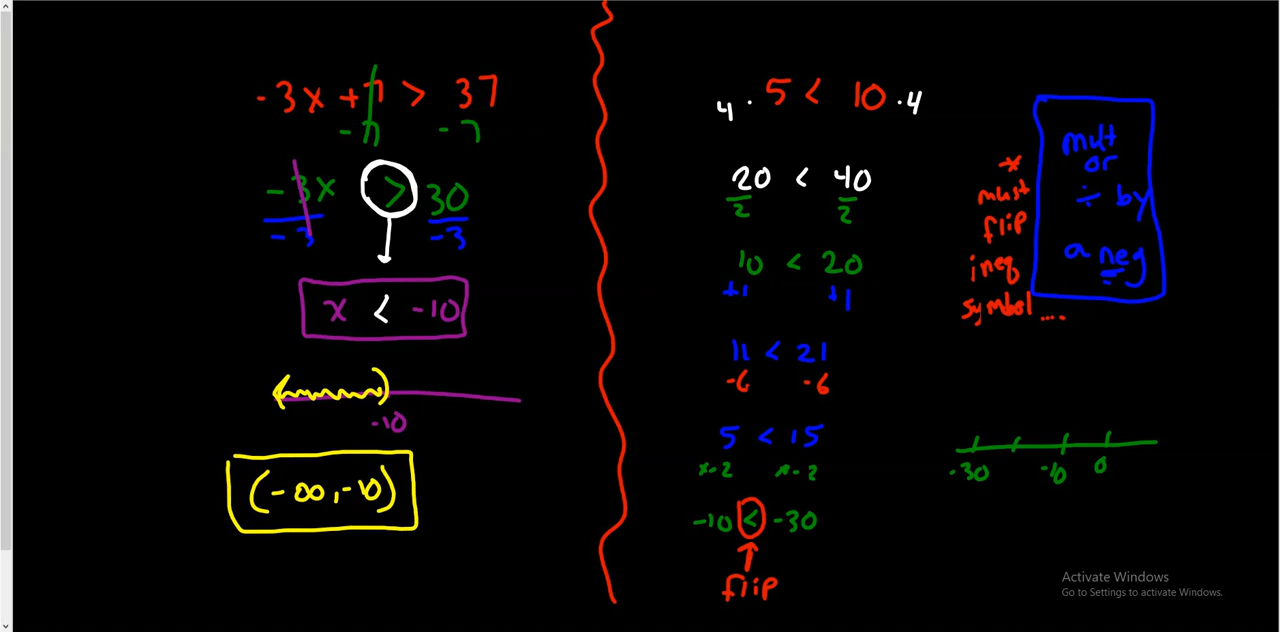 -3x +7 > 37
-7 -7
-3x > 30
-3 -3
x < -10
-10
(-∞, -10)
4 · 5 < 10 · 4
20 < 40
2 2
10 < 20
+1 +1
11 < 21
-6 -6
5 < 15
x-2 x-2
-10 < -30
flip
* must
flip
ineq
symbol ....
mult
or
÷ by
a neg
-30 -10 0
Activate Windows
Go to Settings to activate Windows.